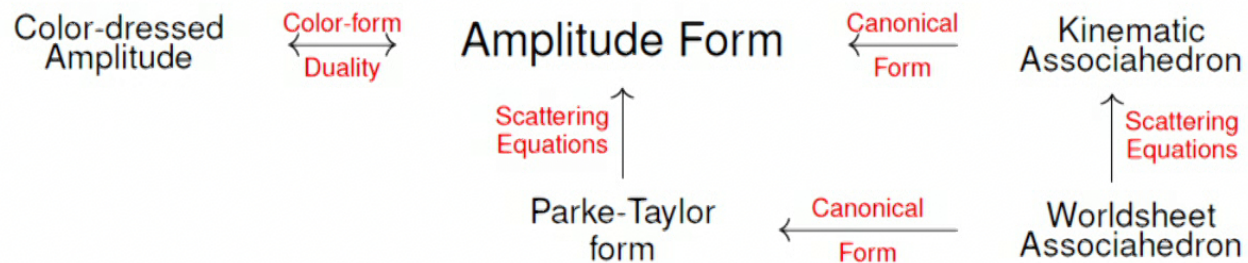 Color-dressed
Amplitude
Color-form
Duality
Amplitude Form
Canonical
Form
Kinematic
Associahedron
Scattering
Equations
Scattering
Equations
Parke-Taylor
form
Canonical
Form
Worldsheet
Associahedron